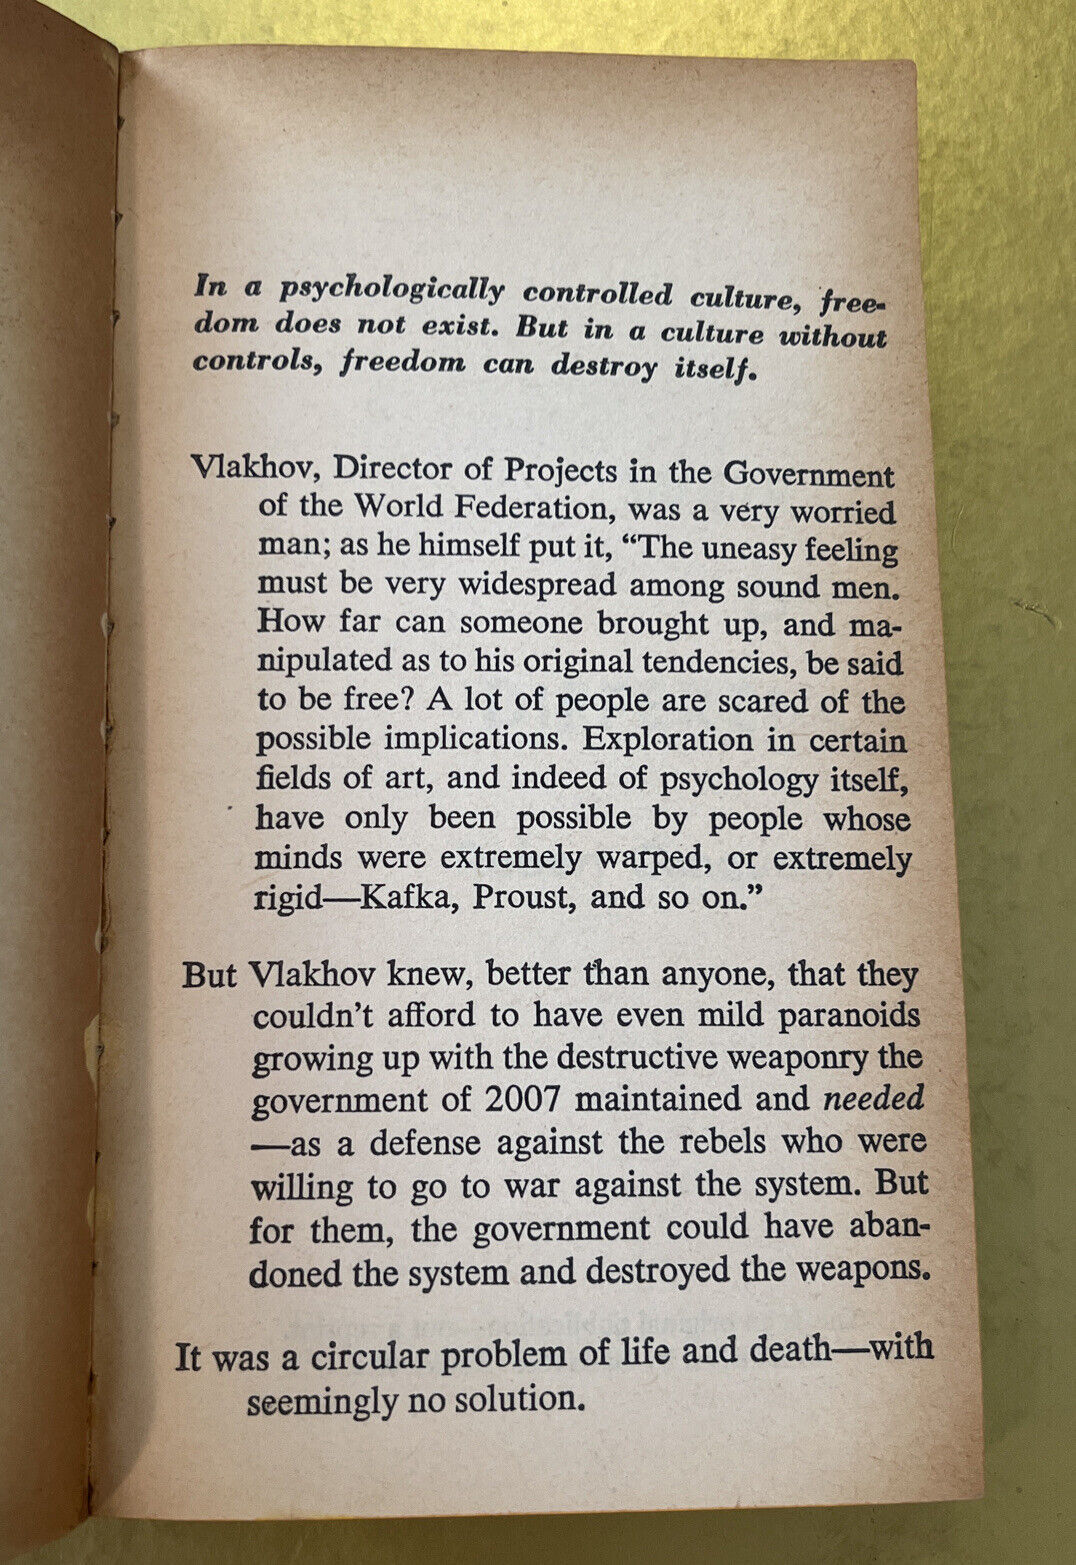 In a psychologically controlled culture, free-
dom does not exist. But in a culture without
controls, freedom can destroy itself.
Vlakhov, Director of Projects in the Government
of the World Federation, was a very worried
man; as he himself put it, “The uneasy feeling
must be very widespread among sound men.
How far can someone brought up, and ma-
nipulated as to his original tendencies, be said
to be free? A lot of people are scared of the
possible implications. Exploration in certain
fields of art, and indeed of psychology itself,
have only been possible by people whose
minds were extremely warped, or extremely
rigid—Kafka, Proust, and so on.”
But Vlakhov knew, better than anyone, that they
couldn’t afford to have even mild paranoids
growing up with the destructive weaponry the
government of 2007 maintained and needed
—as a defense against the rebels who were
willing to go to war against the system. But
for them, the government could have aban-
doned the system and destroyed the weapons.
It was a circular problem of life and death—with
seemingly no solution.